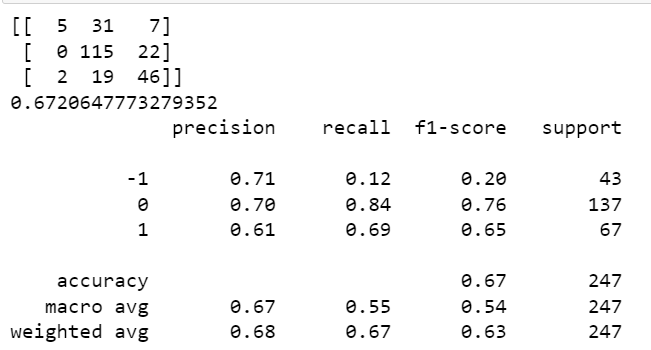 [[  5  31   7]
 [  0 115  22]
 [  2  19  46]]
0.6720647773279352
              precision    recall  f1-score   support

          -1       0.71      0.12      0.20        43
           0       0.70      0.84      0.76       137
           1       0.61      0.69      0.65        67

    accuracy                           0.67       247
   macro avg       0.67      0.55      0.54       247
weighted avg       0.68      0.67      0.63       247